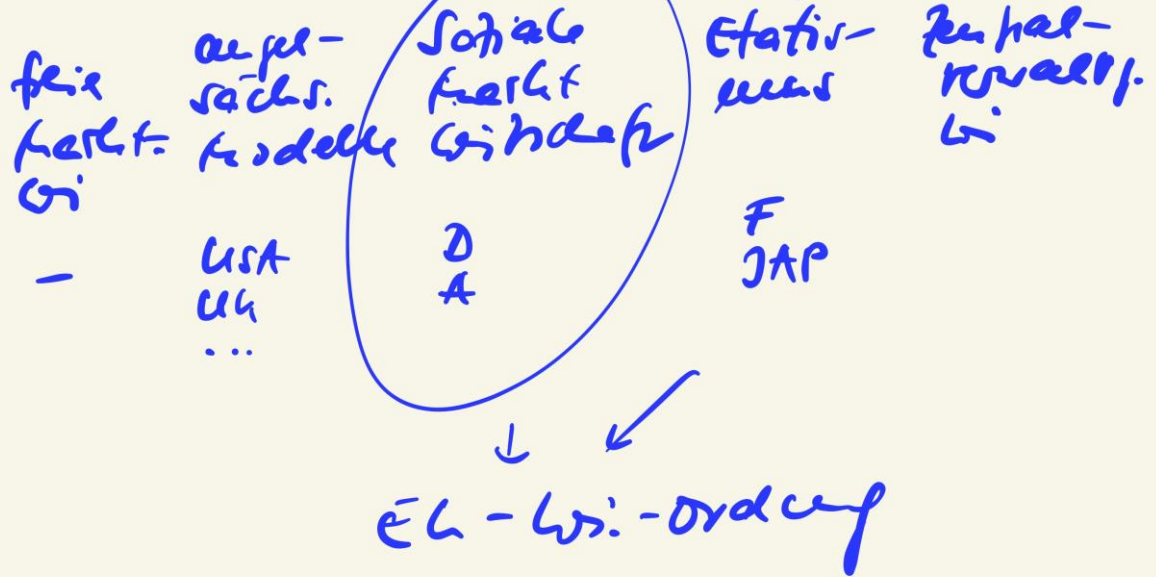 freie
Markt-
wi
–
angel-
sächs.
Modelle
USA
UK
...
Soziale
Markt
Wirtschaft
D
A
Etatis-
mus
F
JAP
Zentral-
verwaltg.
wi
↓ ↙
EU-Wi.-Ordnung